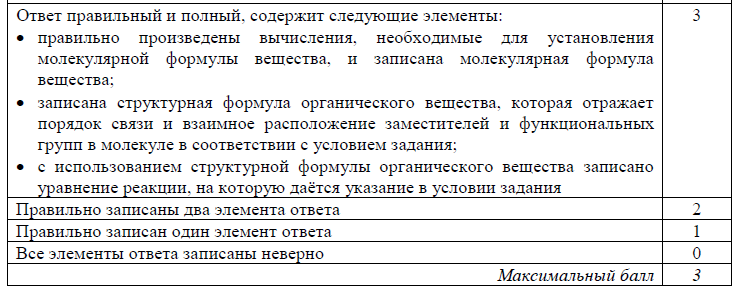 Ответ правильный и полный, содержит следующие элементы: 3
• правильно произведены вычисления, необходимые для установления
молекулярной формулы вещества, и записана молекулярная формула
вещества;
• записана структурная формула органического вещества, которая отражает
порядок связи и взаимное расположение заместителей и функциональных
групп в молекуле в соответствии с условием задания;
• с использованием структурной формулы органического вещества записано
уравнение реакции, на которую даётся указание в условии задания
Правильно записаны два элемента ответа 2
Правильно записан один элемент ответа 1
Все элементы ответа записаны неверно 0
Максимальный балл 3